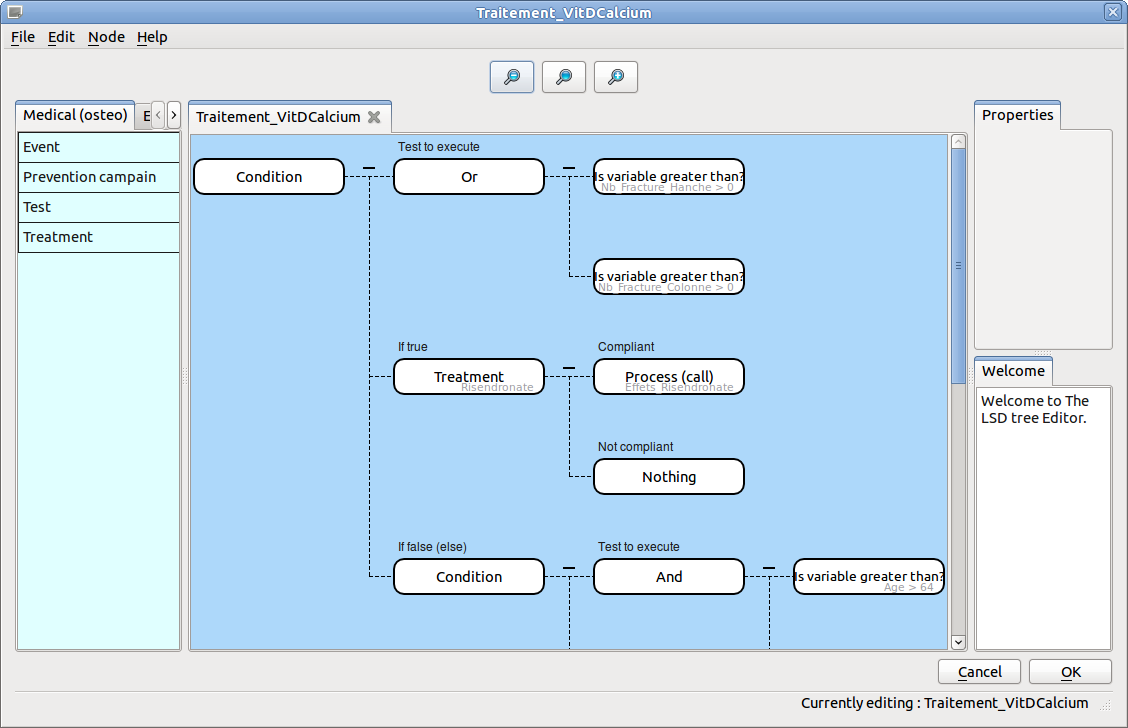 Traitement_VitDCalcium
File Edit Node Help
Medical (osteo) E
Event
Prevention campain
Test
Treatment
Traitement_VitDCalcium
Test to execute
Condition
Or
Is variable greater than?
Nb_Fracture_Hanche > 0
Is variable greater than?
Nb_Fracture_Colonne > 0
If true
Compliant
Treatment
Risendronate
Process (call)
Effets_Risendronate
Not compliant
Nothing
If false (else)
Test to execute
Condition
And
Is variable greater than?
Age > 64
Properties
Welcome
Welcome to The
LSD tree Editor.
Cancel OK
Currently editing : Traitement_VitDCalcium